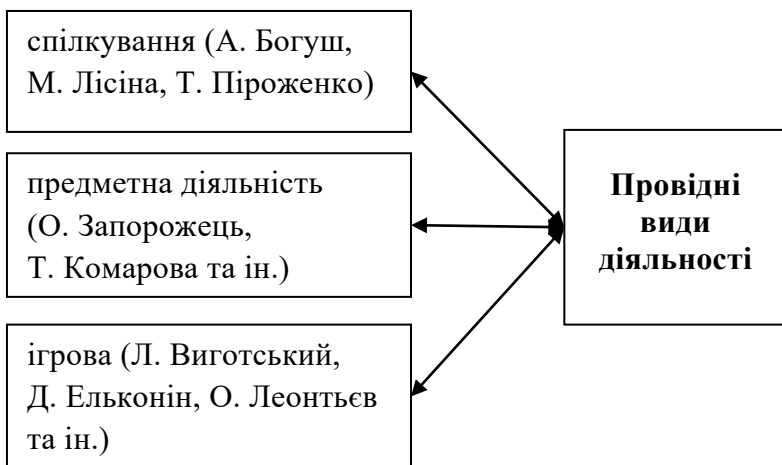 спілкування (А. Богуш,
М. Лісіна, Т. Піроженко)
предметна діяльність
(О. Запорожець,
Т. Комарова та ін.)
ігрова (Л. Виготський,
Д. Ельконін, О. Леонтьєв
та ін.)
Провідні
види
діяльності